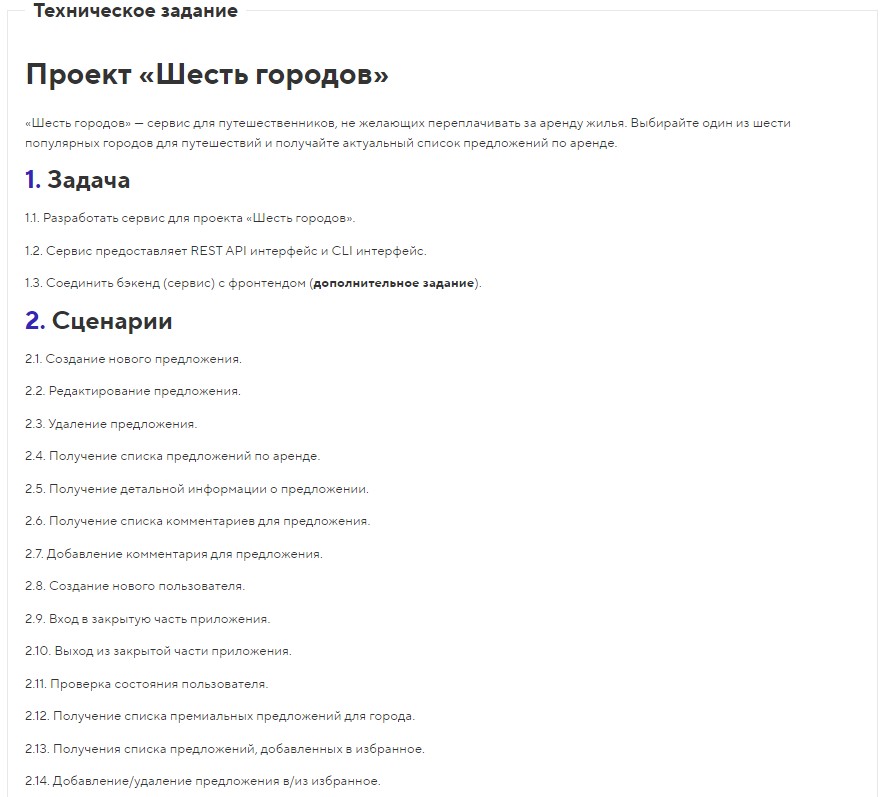 Техническое задание
Проект «Шесть городов»
«Шесть городов» — сервис для путешественников, не желающих переплачивать за аренду жилья. Выбирайте один из шести
популярных городов для путешествий и получайте актуальный список предложений по аренде.
1. Задача
1.1. Разработать сервис для проекта «Шесть городов».
1.2. Сервис предоставляет REST API интерфейс и CLI интерфейс.
1.3. Соединить бэкенд (сервис) с фронтендом (дополнительное задание).
2. Сценарии
2.1. Создание нового предложения.
2.2. Редактирование предложения.
2.3. Удаление предложения.
2.4. Получение списка предложений по аренде.
2.5. Получение детальной информации о предложении.
2.6. Получение списка комментариев для предложения.
2.7. Добавление комментария для предложения.
2.8. Создание нового пользователя.
2.9. Вход в закрытую часть приложения.
2.10. Выход из закрытой части приложения.
2.11. Проверка состояния пользователя.
2.12. Получение списка премиальных предложений для города.
2.13. Получения списка предложений, добавленных в избранное.
2.14. Добавление/удаление предложения в/из избранное.